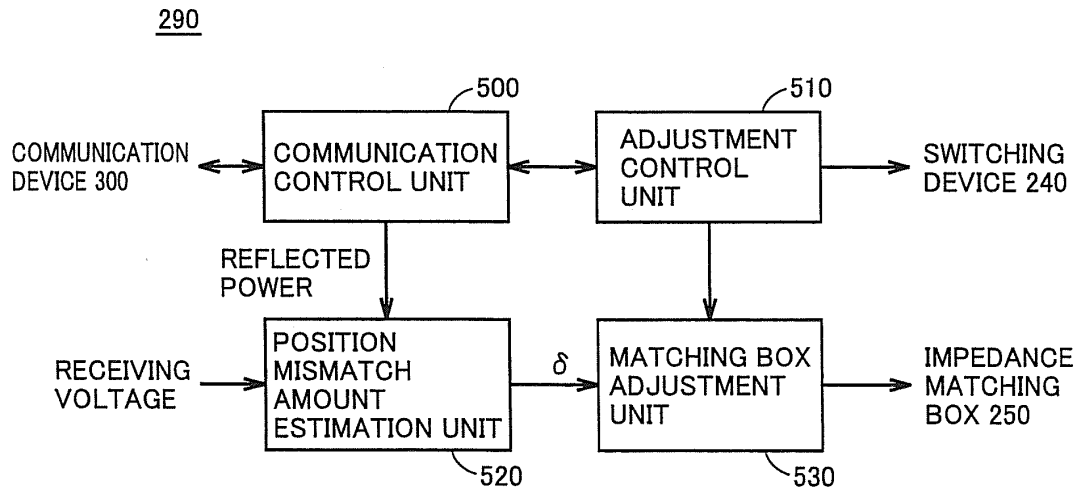 290
500
510
COMMUNICATION
DEVICE 300
COMMUNICATION
CONTROL UNIT
ADJUSTMENT
CONTROL
UNIT
SWITCHING
DEVICE 240
REFLECTED
POWER
RECEIVING
VOLTAGE
POSITION
MISMATCH
AMOUNT
ESTIMATION UNIT
δ
MATCHING BOX
ADJUSTMENT
UNIT
IMPEDANCE
MATCHING
BOX 250
520
530